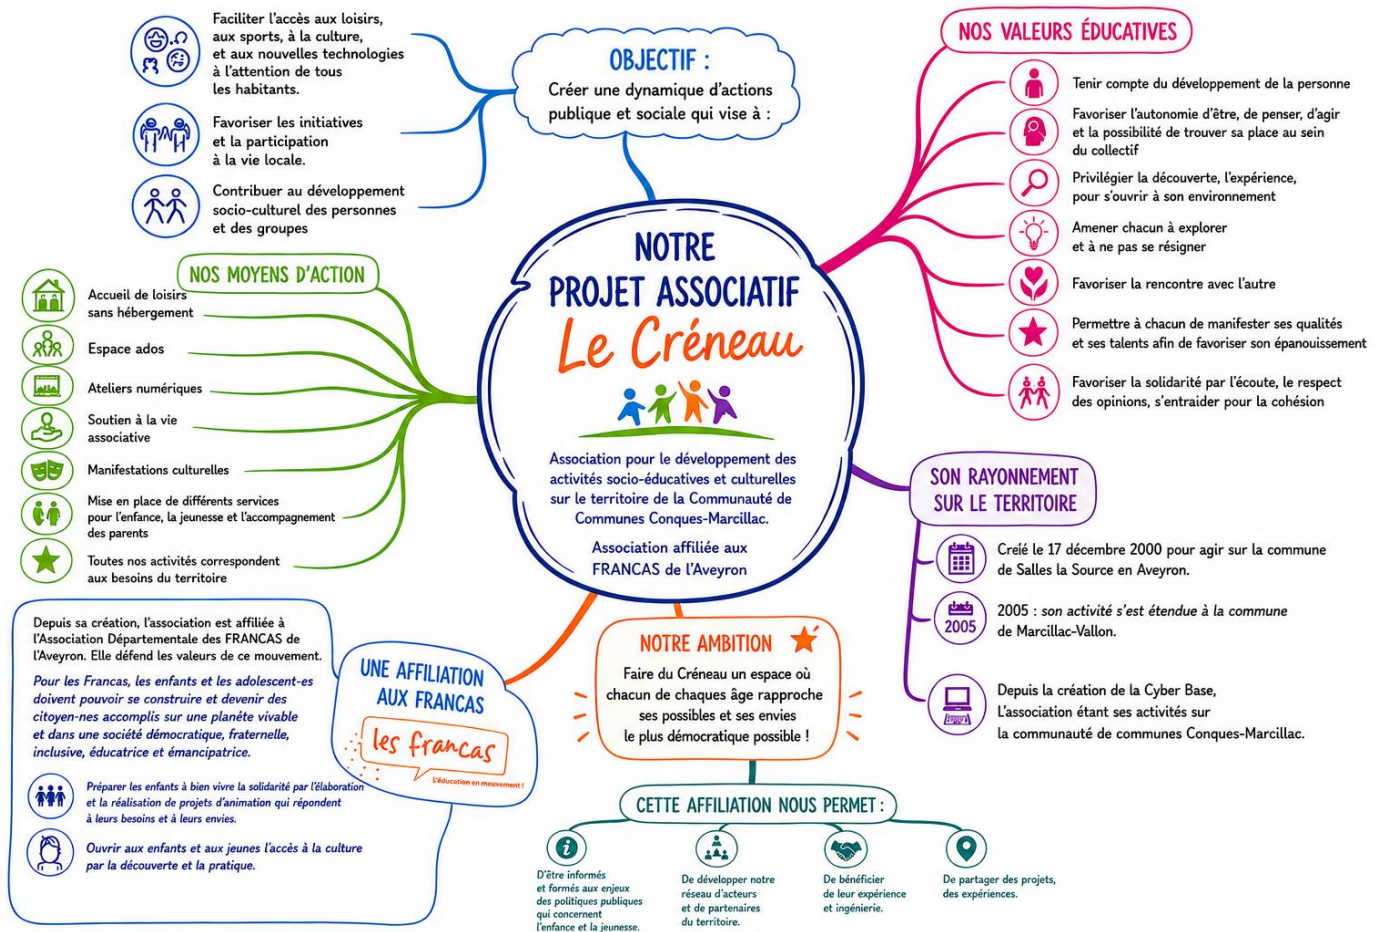 Faciliter l'accès aux loisirs,
aux sports, à la culture,
et aux nouvelles technologies
à l'attention de tous
les habitants.
Favoriser les initiatives
et la participation
à la vie locale.
Contribuer au développement
socio-culturel des personnes
et des groupes
OBJECTIF :
Créer une dynamique d'actions
publique et sociale qui vise à :
NOS VALEURS ÉDUCATIVES
Tenir compte du développement de la personne
Favoriser l'autonomie d'être, de penser, d'agir
et la possibilité de trouver sa place au sein
du collectif
Privilégier la découverte, l'expérience,
pour s'ouvrir à son environnement
Amener chacun à explorer
et à ne pas se résigner
Favoriser la rencontre avec l'autre
Permettre à chacun de manifester ses qualités
et ses talents afin de favoriser son épanouissement
Favoriser la solidarité par l'écoute, le respect
des opinions, s'entraider pour la cohésion
NOS MOYENS D'ACTION
Accueil de loisirs
sans hébergement
Espace ados
Ateliers numériques
Soutien à la vie
associative
Manifestations culturelles
Mise en place de différents services
pour l'enfance, la jeunesse et l'accompagnement
des parents
Toutes nos activités correspondent
aux besoins du territoire
NOTRE
PROJET ASSOCIATIF
Le Créneau
Association pour le développement des
activités socio-éducatives et culturelles
sur le territoire de la Communauté de
Communes Conques-Marcillac.
Association affiliée aux
FRANCAS de l'Aveyron
SON RAYONNEMENT
SUR LE TERRITOIRE
Creíé le 17 décembre 2000 pour agir sur la commune
de Salles la Source en Aveyron.
2005
2005 : son activité s'est étendue à la commune
de Marcillac-Vallon.
Depuis la création de la Cyber Base,
L'association étant ses activités sur
la communauté de communes Conques-Marcillac.
Depuis sa création, l'association est affiliée à
l'Association Départementale des FRANCAS de
l'Aveyron. Elle défend les valeurs de ce mouvement.
Pour les Francas, les enfants et les adolescent-es
doivent pouvoir se construire et devenir des
citoyen-nes accomplis sur une planète vivable
et dans une société démocratique, fraternelle,
inclusive, éducatrice et émancipatrice.
Préparer les enfants à bien vivre la solidarité par l'élaboration
et la réalisation de projets d'animation qui répondent
à leurs besoins et à leurs envies.
Ouvrir aux enfants et aux jeunes l'accès à la culture
par la découverte et la pratique.
UNE AFFILIATION
AUX FRANCAS
les francas
L'éducation en mouvement !
NOTRE AMBITION
Faire du Créneau un espace où
chacun de chaques âge rapproche
ses possibles et ses envies
le plus démocratique possible !
CETTE AFFILIATION NOUS PERMET :
D'être informés
et formés aux enjeux
des politiques publiques
qui concernent
l'enfance et la jeunesse.
De développer notre
réseau d'acteurs
et de partenaires
du territoire.
De bénéficier
de leur expérience
et ingénierie.
De partager des projets,
des expériences.